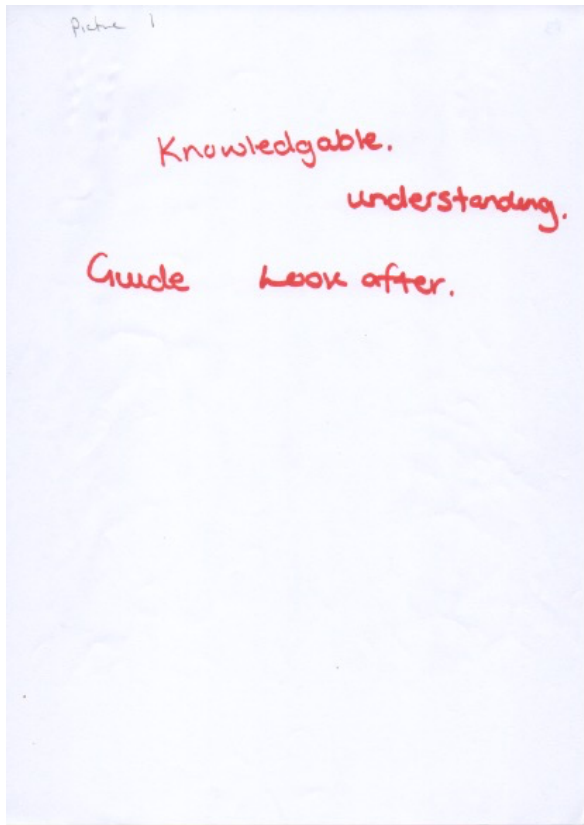 Picture 1
Knowledgable.
understanding.
Guide Look after.